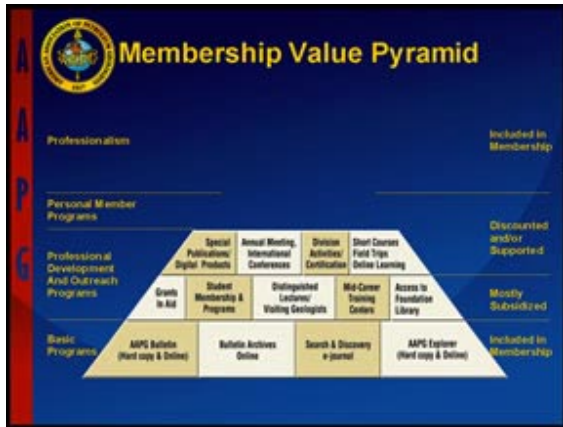 AAPG
Membership Value Pyramid
Professionalism
Included in
Membership
Personal Member
Programs
Discounted
and/or
Supported
Special
Publications/
Digital Products
Annual Meeting,
International
Conferences
Division
Activities/
Certification
Short Courses
Field Trips
Online Learning
Professional
Development
And Outreach
Programs
Grants
In Aid
Student
Membership &
Programs
Distinguished
Lectures/
Visiting Geologists
Mid-Career
Training
Centers
Access to
Foundation
Library
Mostly
Subsidized
Basic
Programs
AAPG Bulletin
(Hard copy & Online)
Bulletin Archives
Online
Search & Discovery
e-journal
AAPG Explorer
(Hard copy & Online)
Included in
Membership